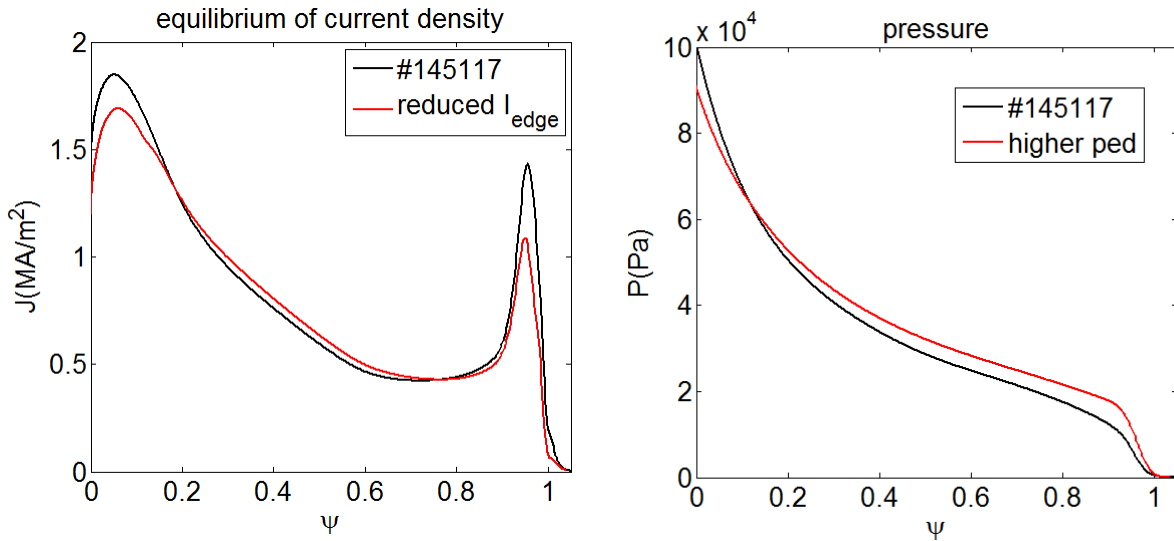 equilibrium of current density
2
1.5
1
0.5
0
J(MA/m²)
#145117
reduced I_edge
0 0.2 0.4 0.6 0.8 1
ψ
x 10⁴
pressure
10
8
6
4
2
0
P(Pa)
#145117
higher ped
0 0.2 0.4 0.6 0.8 1
ψ